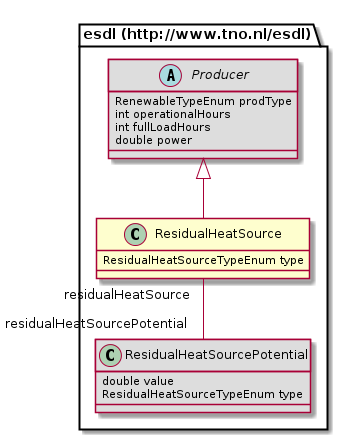 esdl (http://www.tno.nl/esdl)
A Producer
RenewableTypeEnum prodType
int operationalHours
int fullLoadHours
double power
C ResidualHeatSource
ResidualHeatSourceTypeEnum type
residualHeatSource
residualHeatSourcePotential
C ResidualHeatSourcePotential
double value
ResidualHeatSourceTypeEnum type